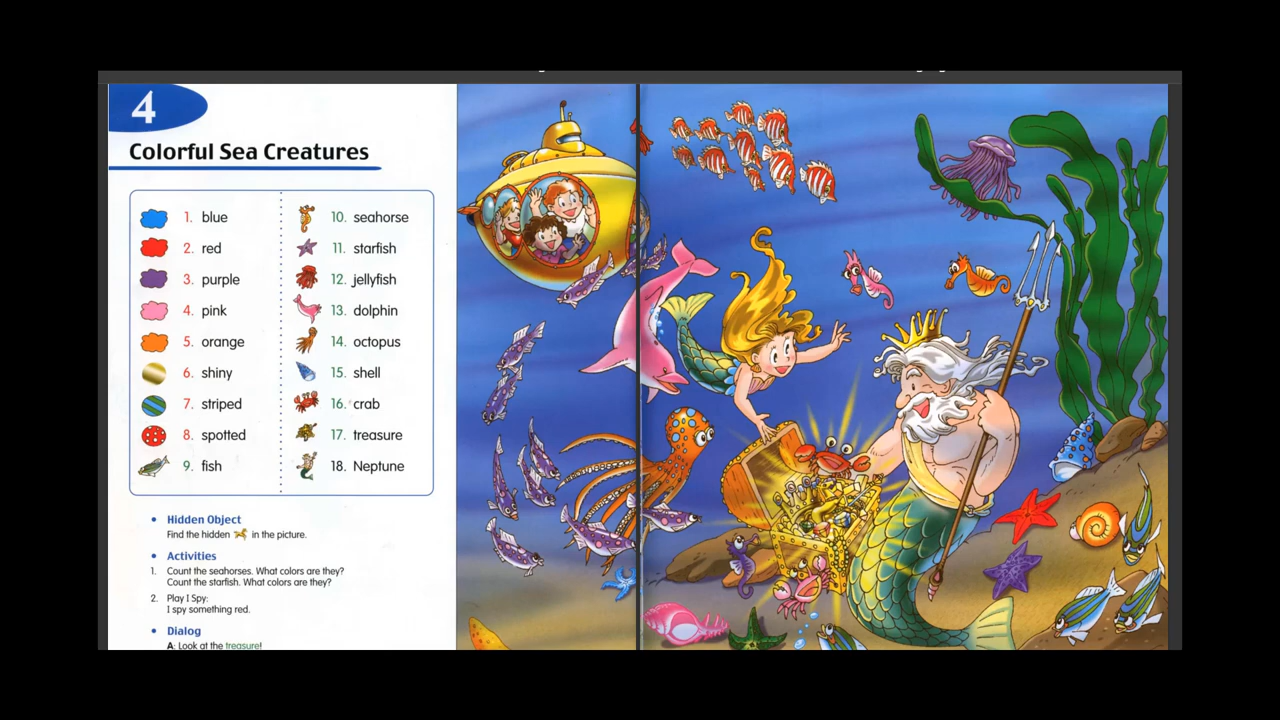 4
Colorful Sea Creatures
1. blue
2. red
3. purple
4. pink
5. orange
6. shiny
7. striped
8. spotted
9. fish
10. seahorse
11. starfish
12. jellyfish
13. dolphin
14. octopus
15. shell
16. crab
17. treasure
18. Neptune
• Hidden Object
Find the hidden in the picture.
• Activities
1. Count the seahorses. What colors are they?
Count the starfish. What colors are they?
2. Play I Spy:
I spy something red.
• Dialog
A: Look at the treasure!